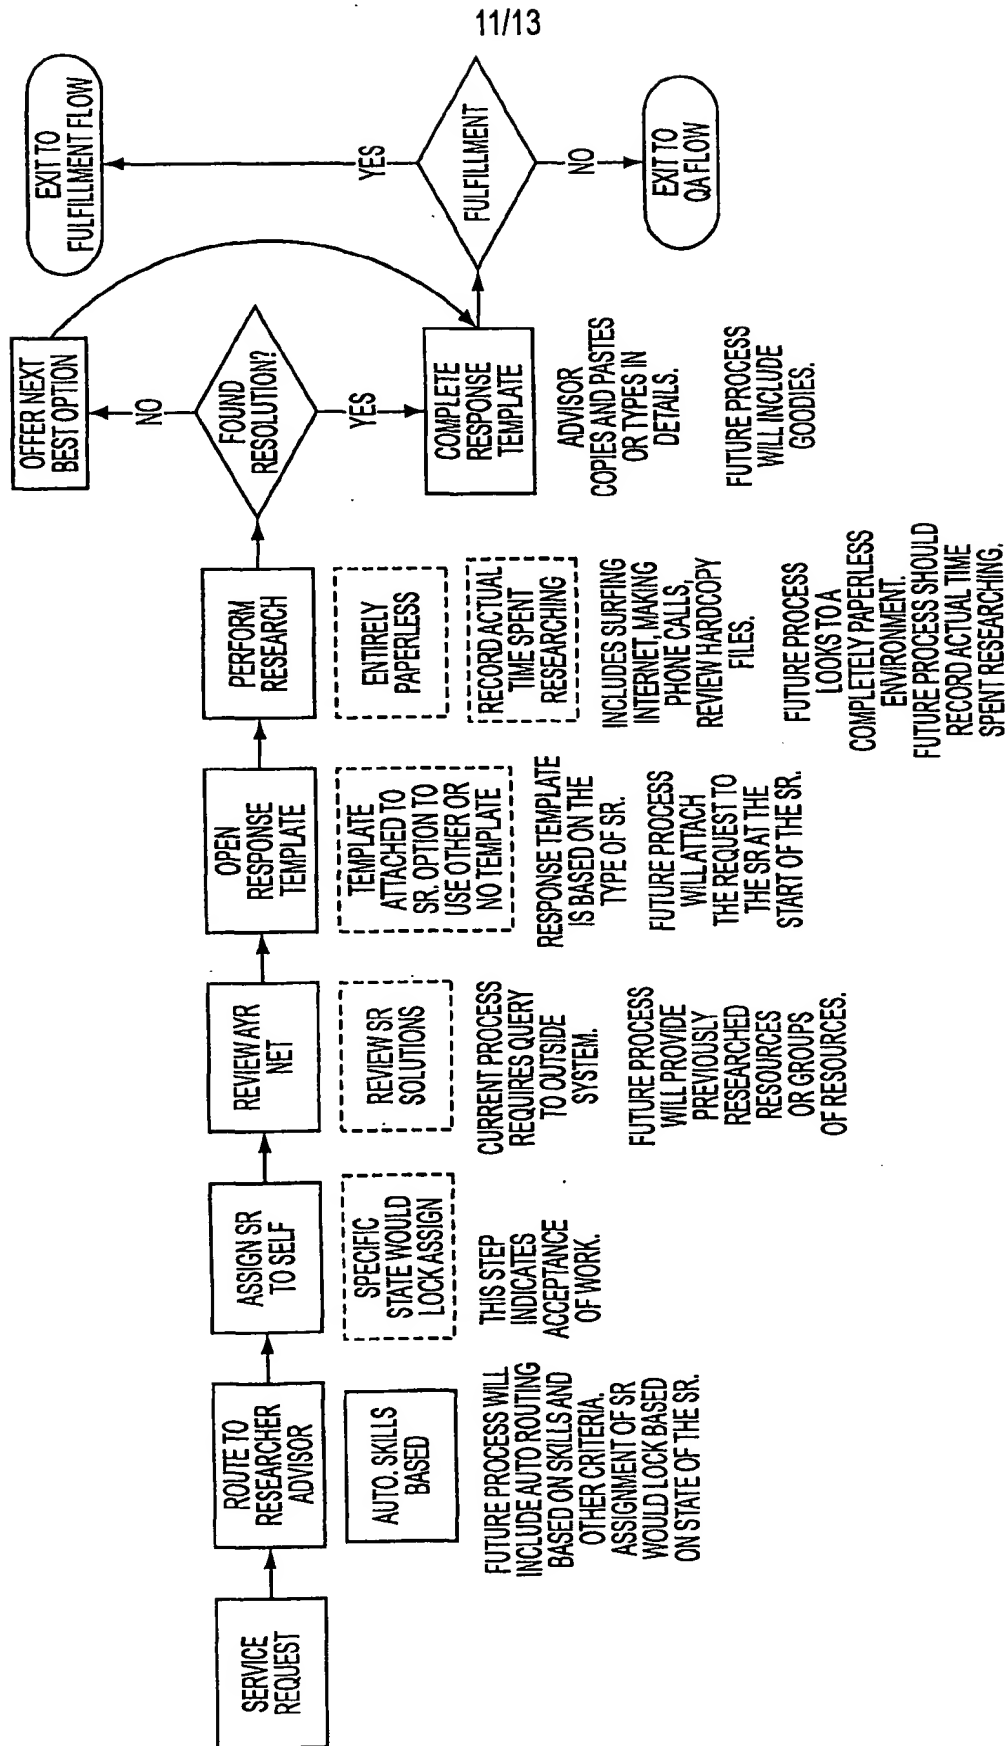 11/13
SERVICE
REQUEST
ROUTE TO
RESEARCHER
ADVISOR
AUTO. SKILLS
BASED
FUTURE PROCESS WILL
INCLUDE AUTO ROUTING
BASED ON SKILLS AND
OTHER CRITERIA.
ASSIGNMENT OF SR
WOULD LOCK BASED
ON STATE OF THE SR.
ASSIGN SR
TO SELF
SPECIFIC
STATE WOULD
LOCK ASSIGN
THIS STEP
INDICATES
ACCEPTANCE
OF WORK.
REVIEW AYR
NET
REVIEW SR
SOLUTIONS
CURRENT PROCESS
REQUIRES QUERY
TO OUTSIDE
SYSTEM.
FUTURE PROCESS
WILL PROVIDE
PREVIOUSLY
RESEARCHED
RESOURCES
OR GROUPS
OF RESOURCES.
OPEN
RESPONSE
TEMPLATE
TEMPLATE
ATTACHED TO
SR. OPTION TO
USE OTHER OR
NO TEMPLATE
RESPONSE TEMPLATE
IS BASED ON THE
TYPE OF SR.
FUTURE PROCESS
WILL ATTACH
THE REQUEST TO
THE SR AT THE
START OF THE SR.
PERFORM
RESEARCH
ENTIRELY
PAPERLESS
RECORD ACTUAL
TIME SPENT
RESEARCHING
INCLUDES SURFING
INTERNET, MAKING
PHONE CALLS,
REVIEW HARDCOPY
FILES.
FUTURE PROCESS
LOOKS TO A
COMPLETELY PAPERLESS
ENVIRONMENT.
FUTURE PROCESS SHOULD
RECORD ACTUAL TIME
SPENT RESEARCHING.
OFFER NEXT
BEST OPTION
NO
FOUND
RESOLUTION?
YES
COMPLETE
RESPONSE
TEMPLATE
ADVISOR
COPIES AND PASTES
OR TYPES IN
DETAILS.
FUTURE PROCESS
WILL INCLUDE
GOODIES.
EXIT TO
FULFILLMENT FLOW
YES
FULFILLMENT
NO
EXIT TO
QA FLOW